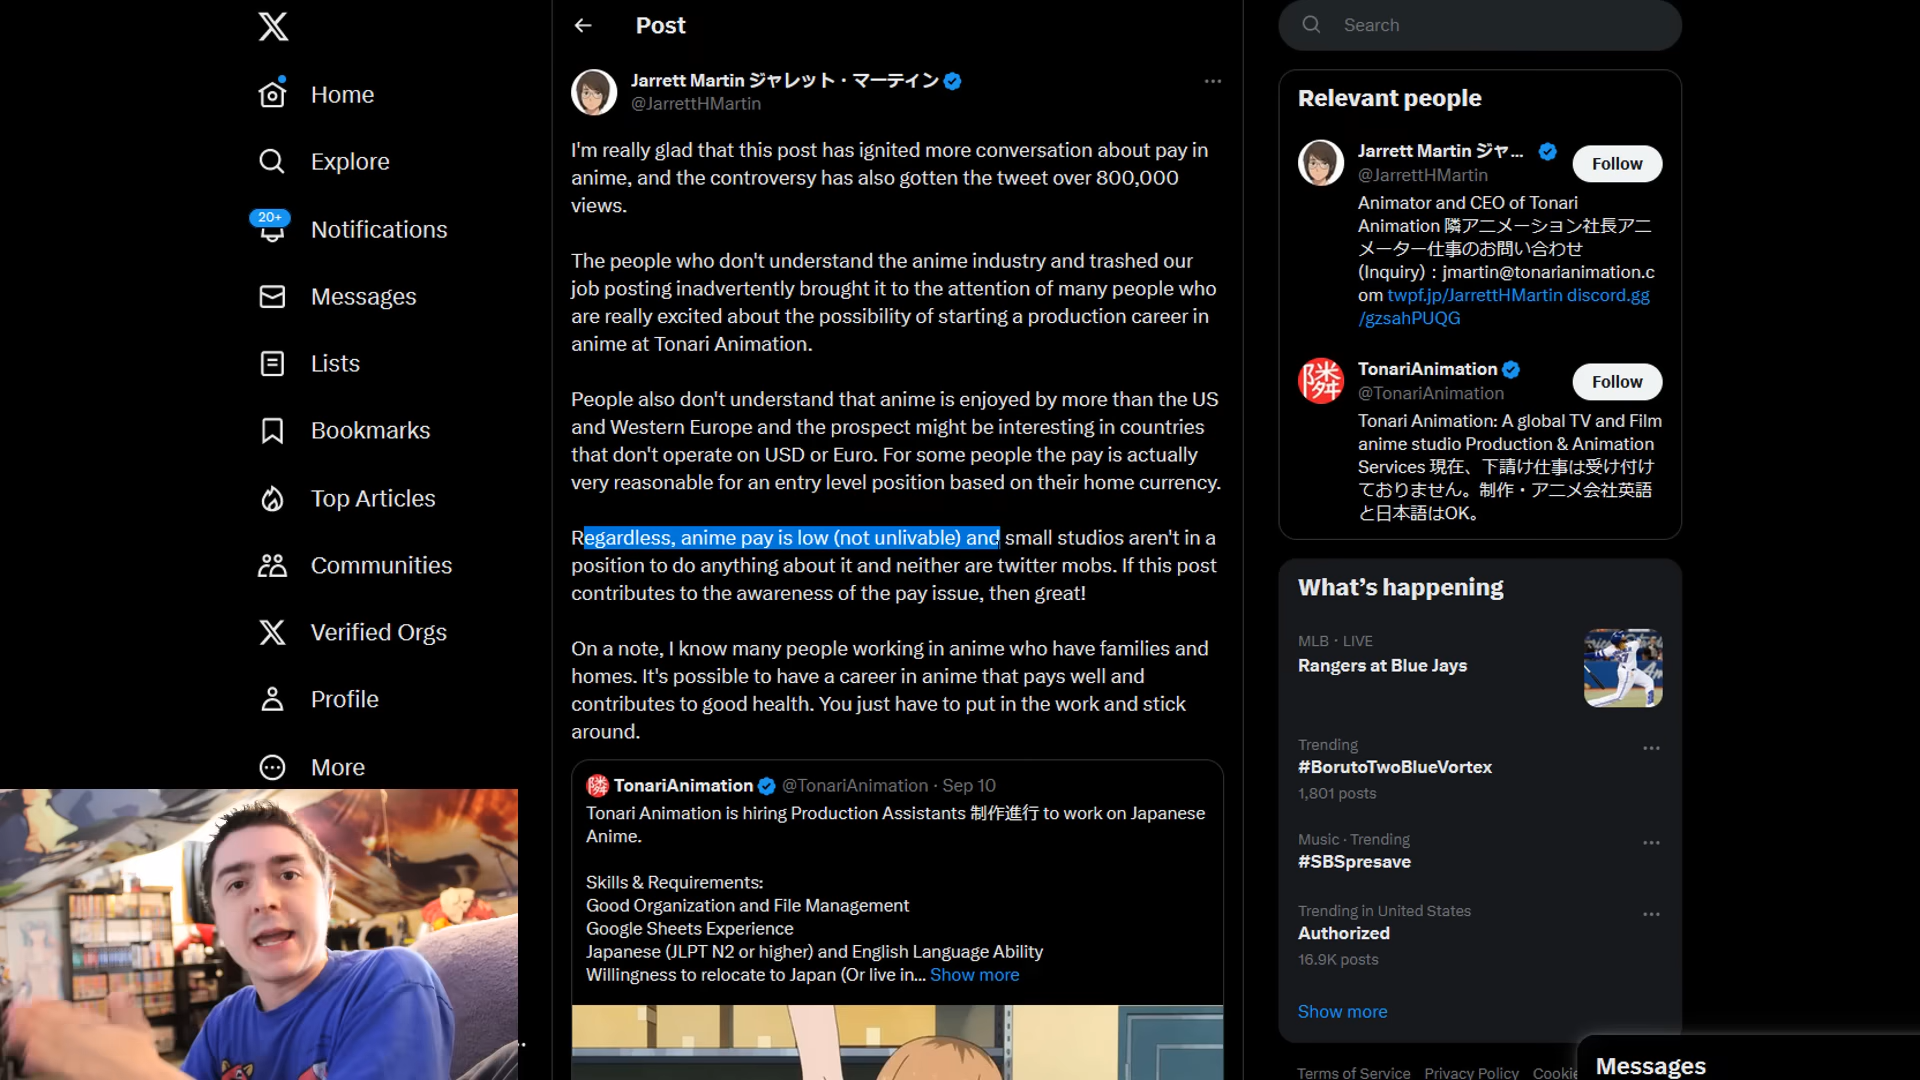 Home
Explore
20+
Notifications
Messages
Lists
Bookmarks
Top Articles
Communities
Verified Orgs
Profile
More
Post
Jarrett Martin ジャレット・マーテイン
@JarrettHMartin
I'm really glad that this post has ignited more conversation about pay in
anime, and the controversy has also gotten the tweet over 800,000
views.
The people who don't understand the anime industry and trashed our
job posting inadvertently brought it to the attention of many people who
are really excited about the possibility of starting a production career in
anime at Tonari Animation.
People also don't understand that anime is enjoyed by more than the US
and Western Europe and the prospect might be interesting in countries
that don't operate on USD or Euro. For some people the pay is actually
very reasonable for an entry level position based on their home currency.
Regardless, anime pay is low (not unlivable) and small studios aren't in a
position to do anything about it and neither are twitter mobs. If this post
contributes to the awareness of the pay issue, then great!
On a note, I know many people working in anime who have families and
homes. It's possible to have a career in anime that pays well and
contributes to good health. You just have to put in the work and stick
around.
隣 TonariAnimation @TonariAnimation · Sep 10
Tonari Animation is hiring Production Assistants 制作進行 to work on Japanese
Anime.
Skills & Requirements:
Good Organization and File Management
Google Sheets Experience
Japanese (JLPT N2 or higher) and English Language Ability
Willingness to relocate to Japan (Or live in... Show more
Search
Relevant people
Jarrett Martin ジャ...
@JarrettHMartin
Follow
Animator and CEO of Tonari
Animation 隣アニメーション社長アニ
メーター仕事のお問い合わせ
(Inquiry) : jmartin@tonarianimation.c
om twpf.jp/JarrettHMartin discord.gg
/gzsahPUQG
隣
TonariAnimation
@TonariAnimation
Follow
Tonari Animation: A global TV and Film
anime studio Production & Animation
Services 現在、下請け仕事は受け付け
ておりません。制作・アニメ会社英語
と日本語はOK。
What's happening
MLB · LIVE
Rangers at Blue Jays
Trending
#BorutoTwoBlueVortex
1,801 posts
Music · Trending
#SBSpresave
Trending in United States
Authorized
16.9K posts
Show more
Terms of Service Privacy Policy Cookie
Messages